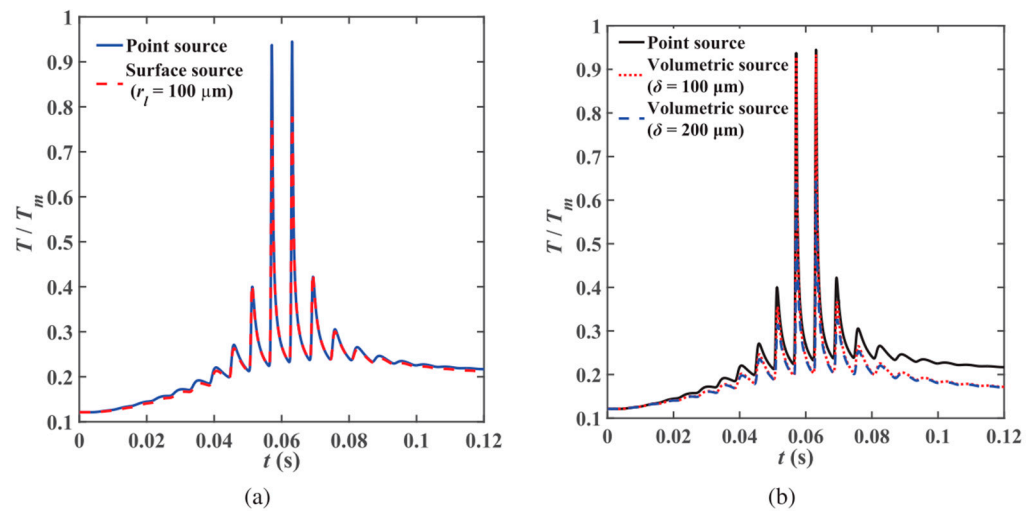 1
0.9
0.8
0.7
0.6
0.5
0.4
0.3
0.2
0.1
T / Tm
Point source
Surface source
(rl = 100 μm)
0 0.02 0.04 0.06 0.08 0.1 0.12
t (s)
(a)
1
0.9
0.8
0.7
0.6
0.5
0.4
0.3
0.2
0.1
T / Tm
Point source
Volumetric source
(δ = 100 μm)
Volumetric source
(δ = 200 μm)
0 0.02 0.04 0.06 0.08 0.1 0.12
t (s)
(b)